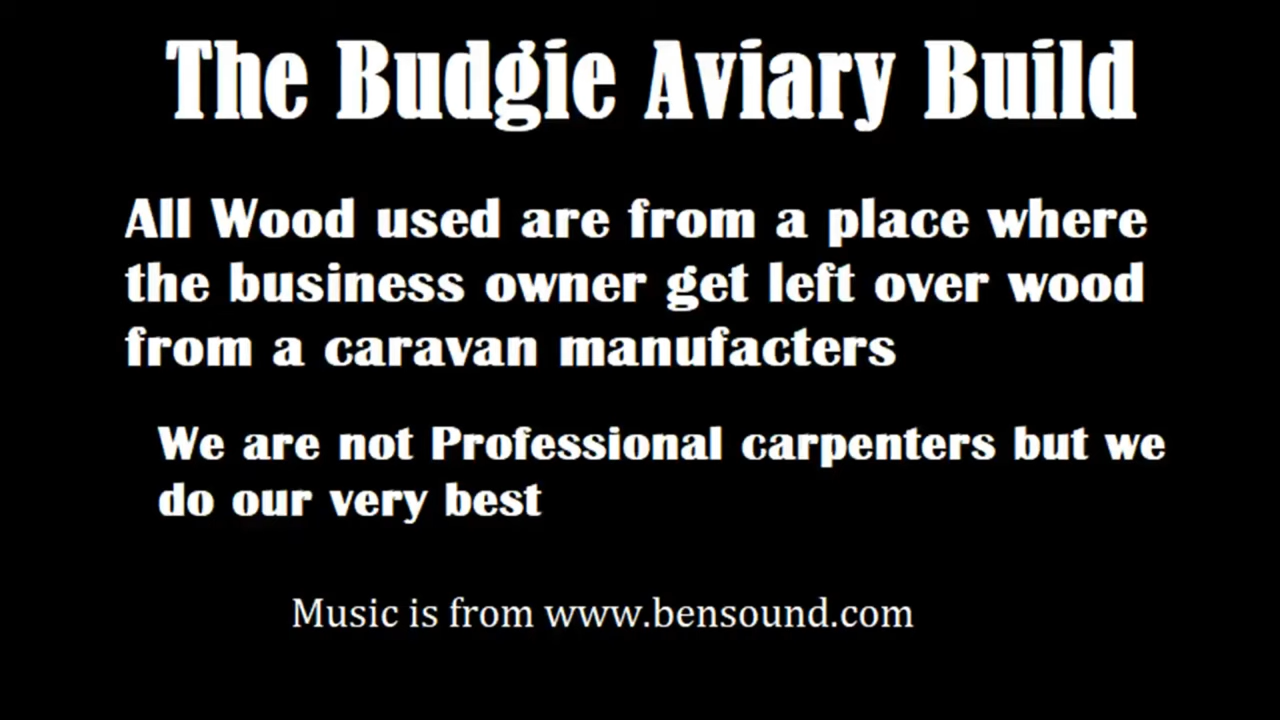 The Budgie Aviary Build
All Wood used are from a place where
the business owner get left over wood
from a caravan manufacters
We are not Professional carpenters but we
do our very best
Music is from www.bensound.com